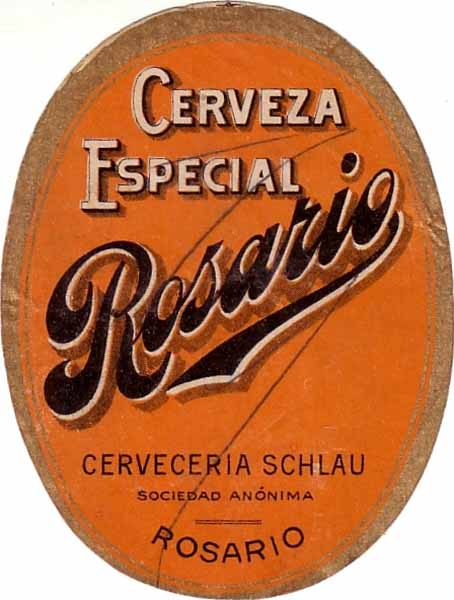 CERVEZA
ESPECIAL
Rosario
CERVECERIA SCHLAU
SOCIEDAD ANÓNIMA
ROSARIO